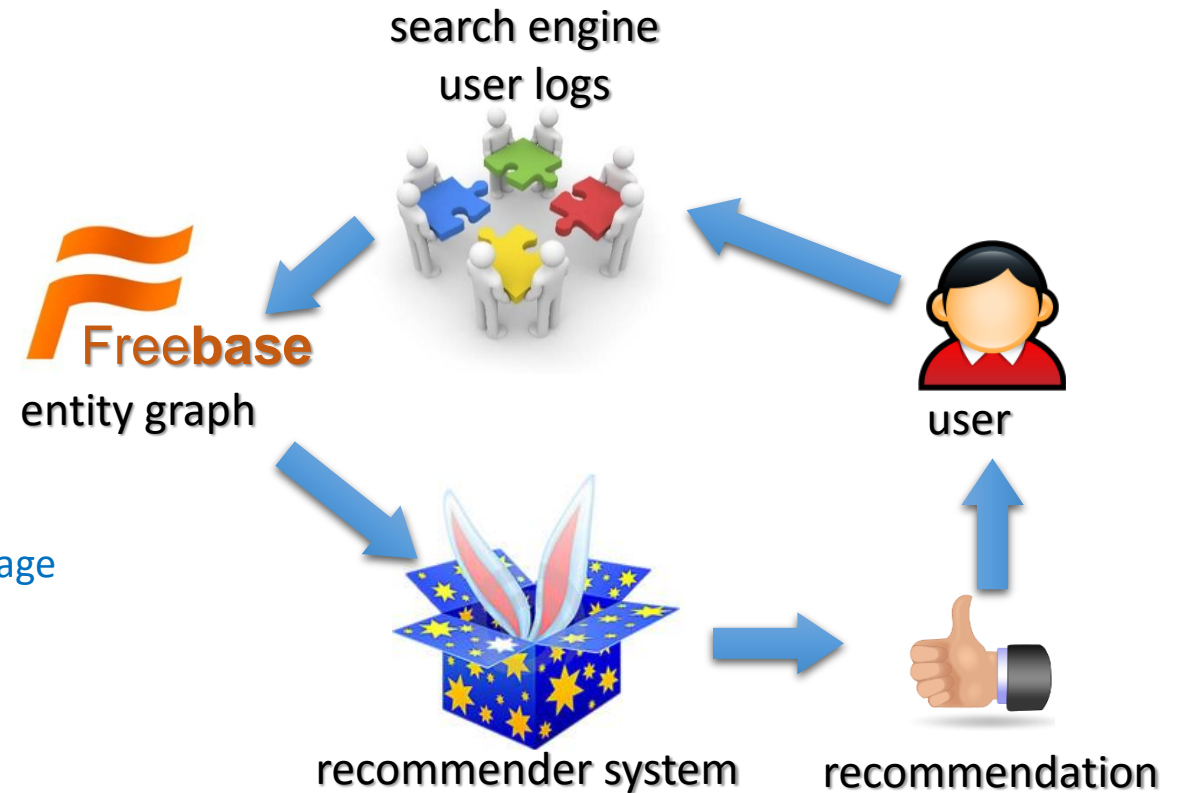 search engine
user logs
Freebase
entity graph
user
age
recommender system
recommendation